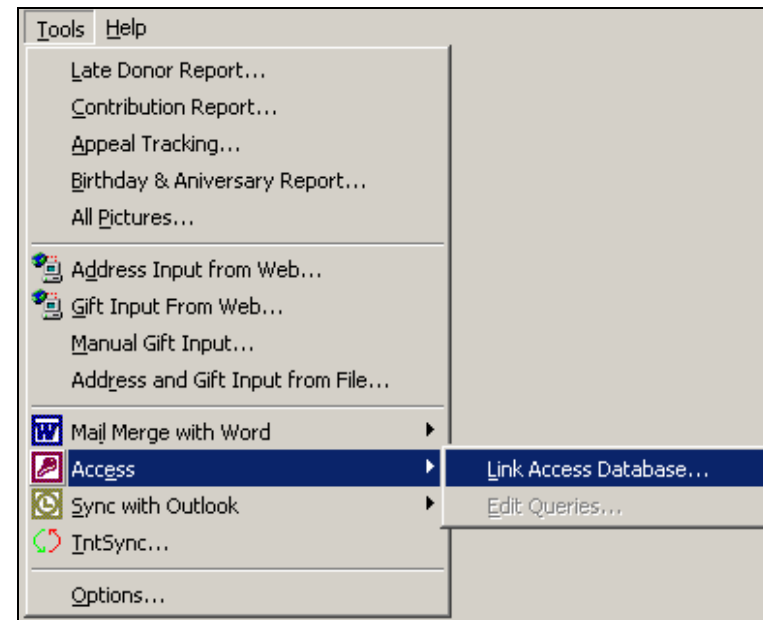 Tools Help
Late Donor Report...
Contribution Report...
Appeal Tracking...
Birthday & Aniversary Report...
All Pictures...
Address Input from Web...
Gift Input From Web...
Manual Gift Input...
Address and Gift Input from File...
Mail Merge with Word
Access
Link Access Database...
Sync with Outlook
Edit Queries...
TntSync...
Options...